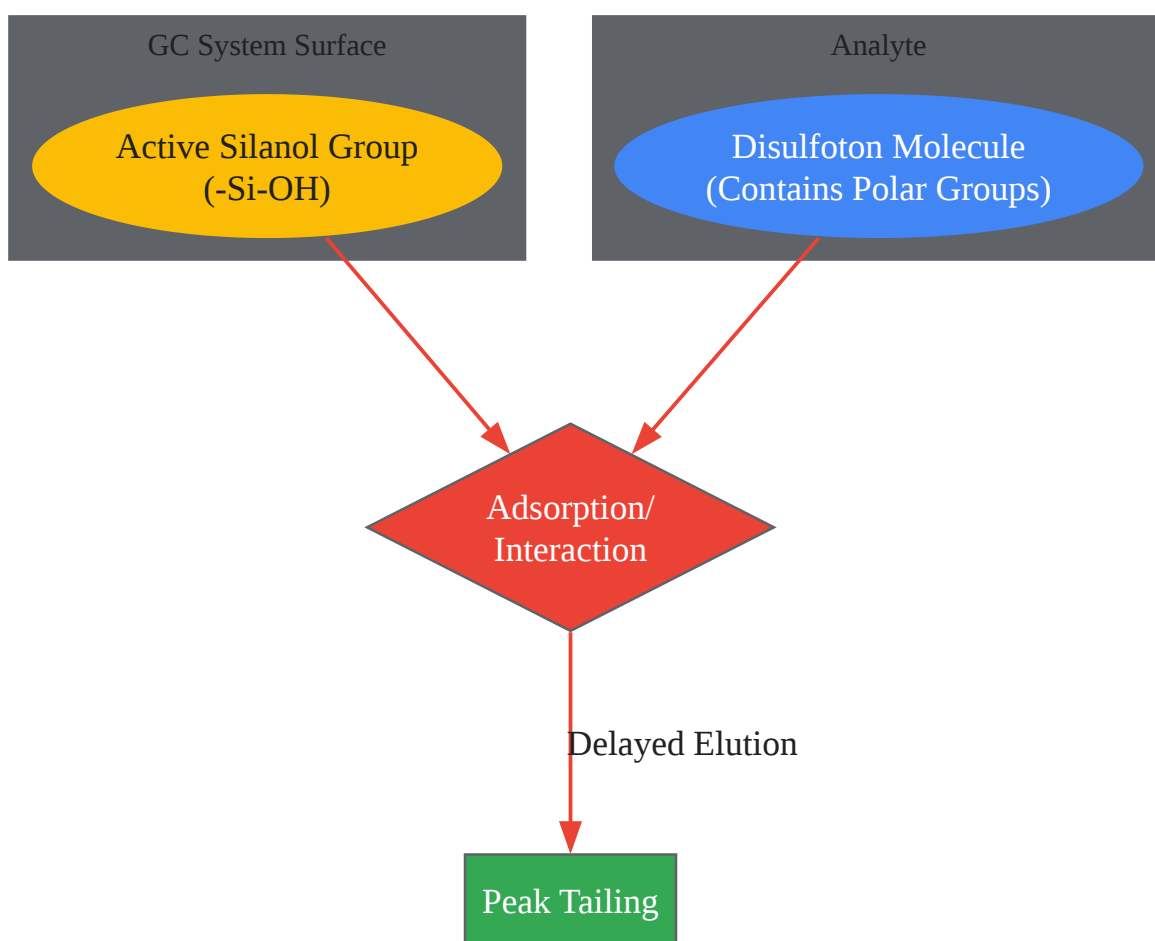 GC System Surface
Analyte
Active Silanol Group
(-Si-OH)
Disulfoton Molecule
(Contains Polar Groups)
Adsorption/
Interaction
Delayed Elution
Peak Tailing